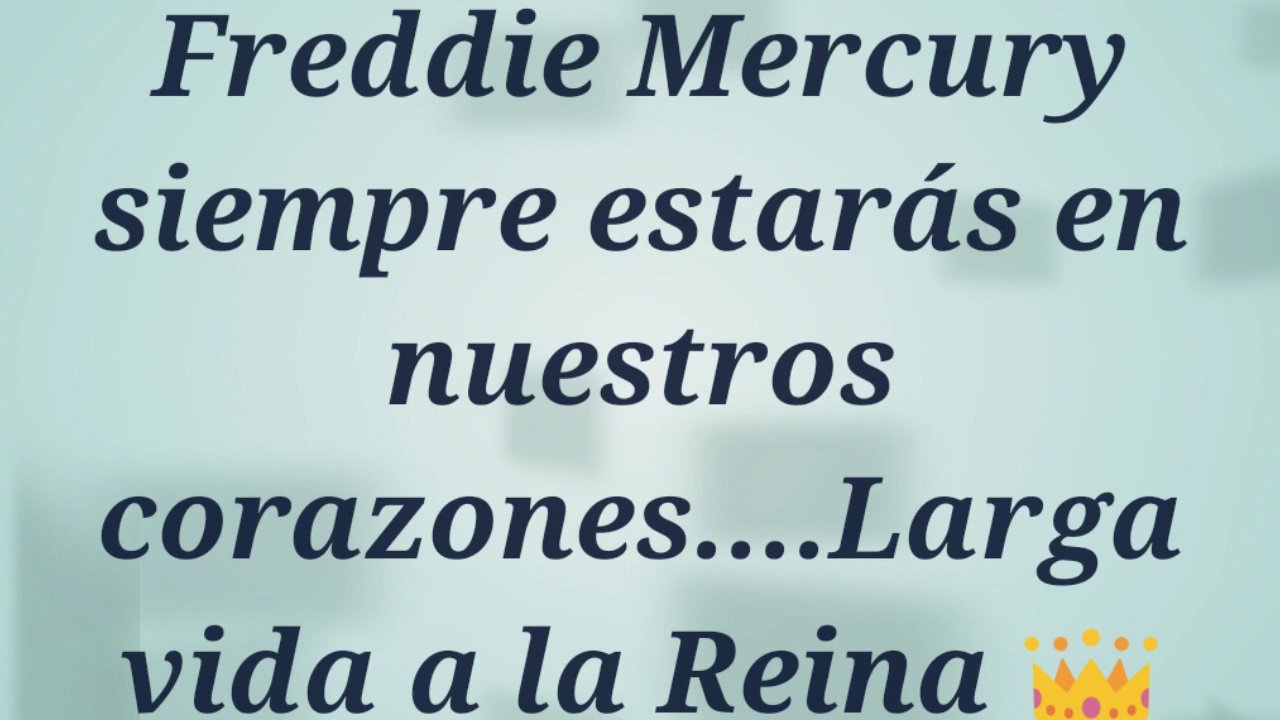 Freddie Mercury
siempre estarás en
nuestros
corazones....Larga
vida a la Reina 👑